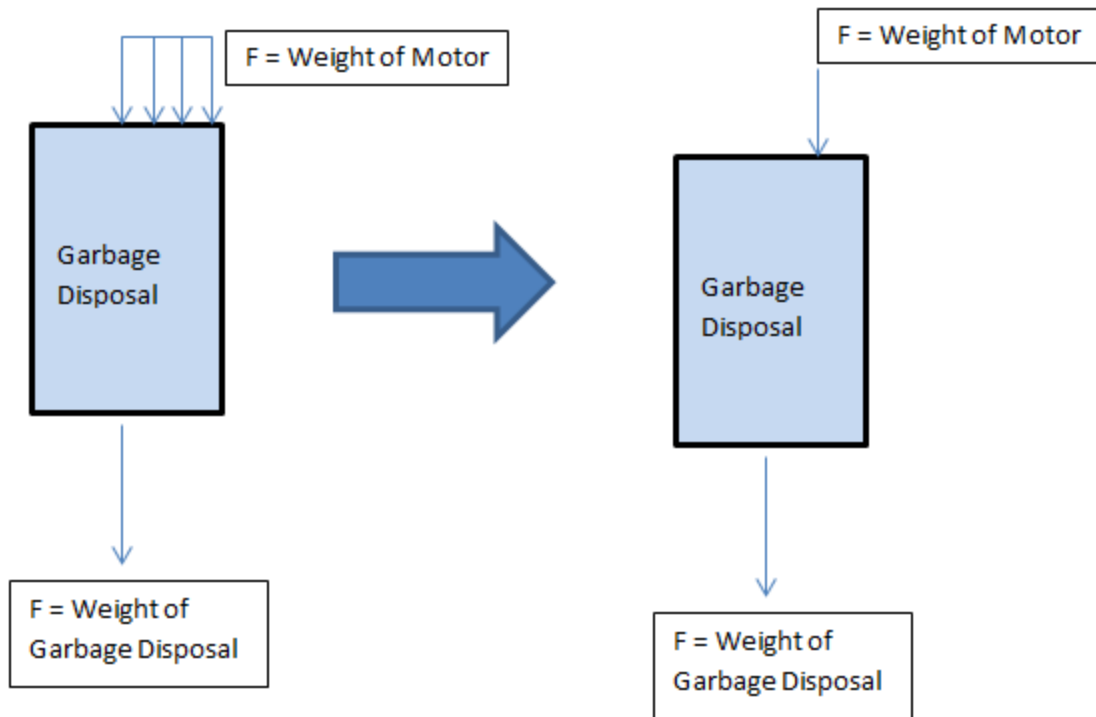 F = Weight of Motor
Garbage
Disposal
F = Weight of
Garbage Disposal
F = Weight of Motor
Garbage
Disposal
F = Weight of
Garbage Disposal